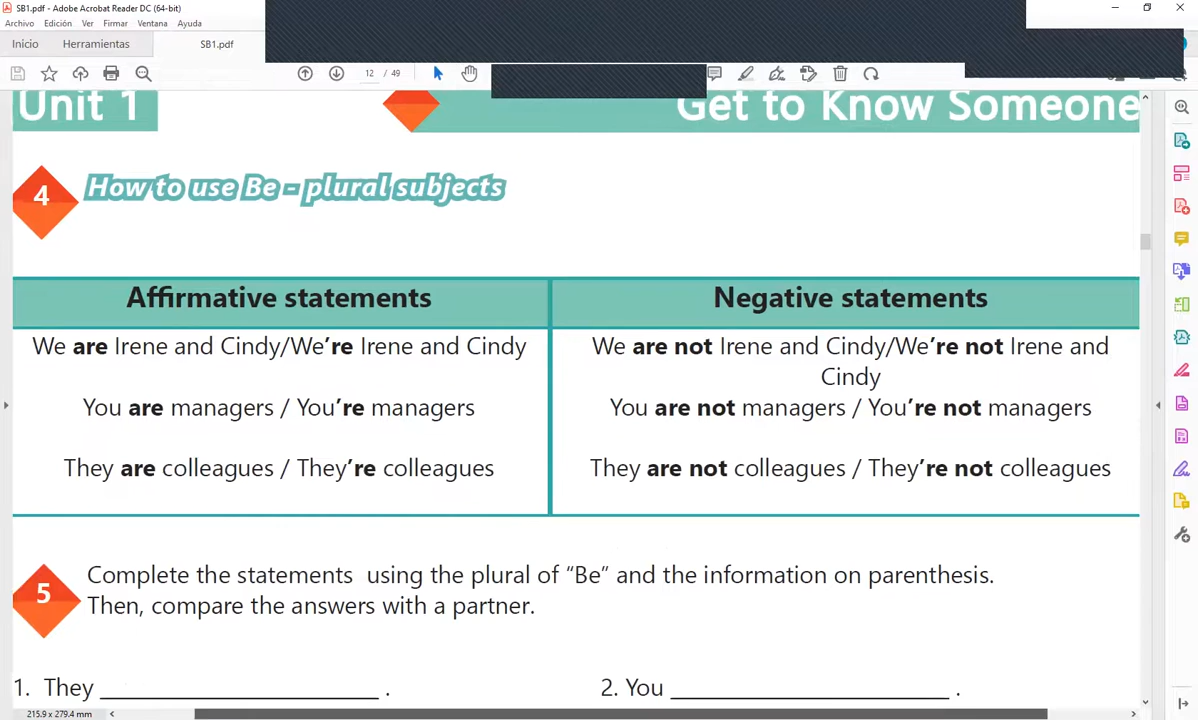 SB1.pdf - Adobe Acrobat Reader DC (64-bit)
Archivo Edición Ver Firmar Ventana Ayuda
Inicio Herramientas SB1.pdf
12 / 49
Unit 1 Get to Know Someone
4 How to use Be - plural subjects
Affirmative statements Negative statements
We are Irene and Cindy/We're Irene and Cindy We are not Irene and Cindy/We're not Irene and
Cindy
You are managers / You're managers You are not managers / You're not managers
They are colleagues / They're colleagues They are not colleagues / They're not colleagues
5 Complete the statements using the plural of “Be” and the information on parenthesis.
Then, compare the answers with a partner.
1. They ______________________ . 2. You ______________________ .
215.9 x 279.4 mm